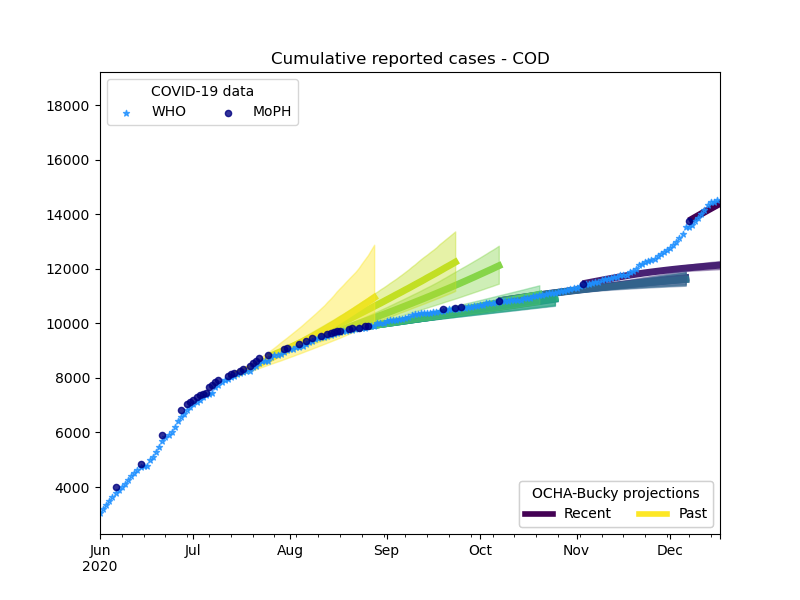 Cumulative reported cases - COD
COVID-19 data
WHO MoPH
18000
16000
14000
12000
10000
8000
6000
4000
OCHA-Bucky projections
Recent Past
Jun Jul Aug Sep Oct Nov Dec
2020